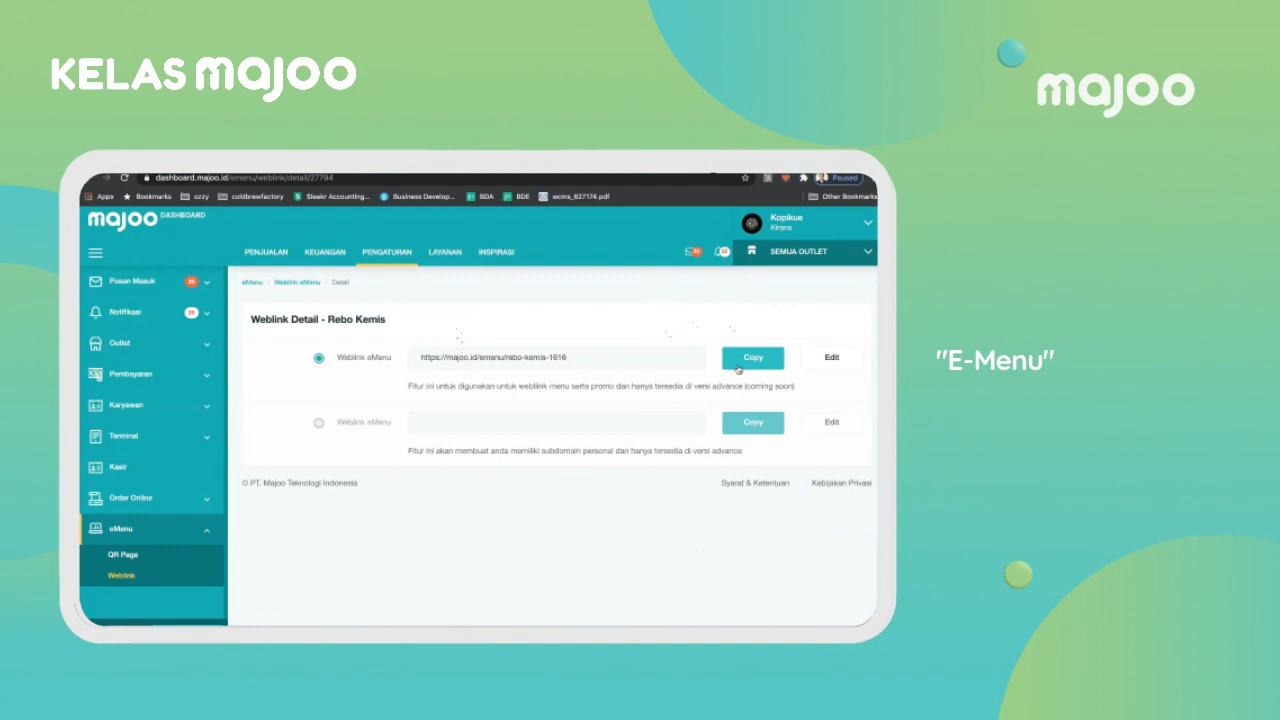 KELAS majoo
majoo
dashboard.majoo.id/emenu/weblink/detail/27794
Paused
Apps Bookmarks ozzy coldbrewfactory Sleekr Accounting... Business Develop... BDA BDE wcms_627174.pdf Other Bookmarks
majoo DASHBOARD
Kopikue
Kirana
PENJUALAN KEUANGAN PENGATURAN LAYANAN INSPIRASI
SEMUA OUTLET
Pesan Masuk
Notifikasi
Outlet
Pembayaran
Karyawan
Terminal
Kasir
Order Online
eMenu
QR Page
Weblink
eMenu / Weblink eMenu / Detail
Weblink Detail - Rebo Kemis
Weblink eMenu https://majoo.id/emenu/rebo-kemis-1616 Copy Edit
Fitur ini untuk digunakan untuk weblink menu serta promo dan hanya tersedia di versi advance (coming soon)
Weblink eMenu Copy Edit
Fitur ini akan membuat anda memiliki subdomain personal dan hanya tersedia di versi advance
© PT. Majoo Teknologi Indonesia Syarat & Ketentuan Kebijakan Privasi
"E-Menu"